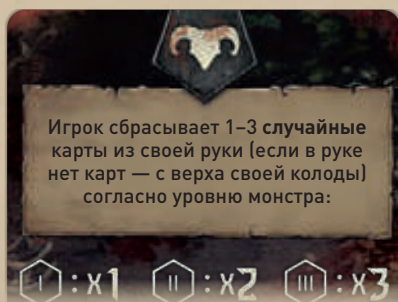 Игрок сбрасывает 1–3 случайные
карты из своей руки (если в руке
нет карт — с верха своей колоды)
согласно уровню монстра:
I : X1 II : X2 III : X3